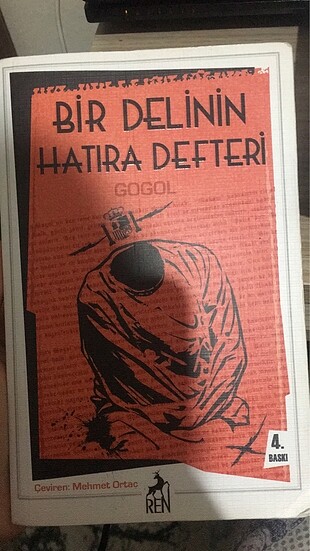 BİR DELİNİN
HATIRA DEFTERİ
GOGOL
4.
BASKI
Çeviren: Mehmet Ortaç
REN